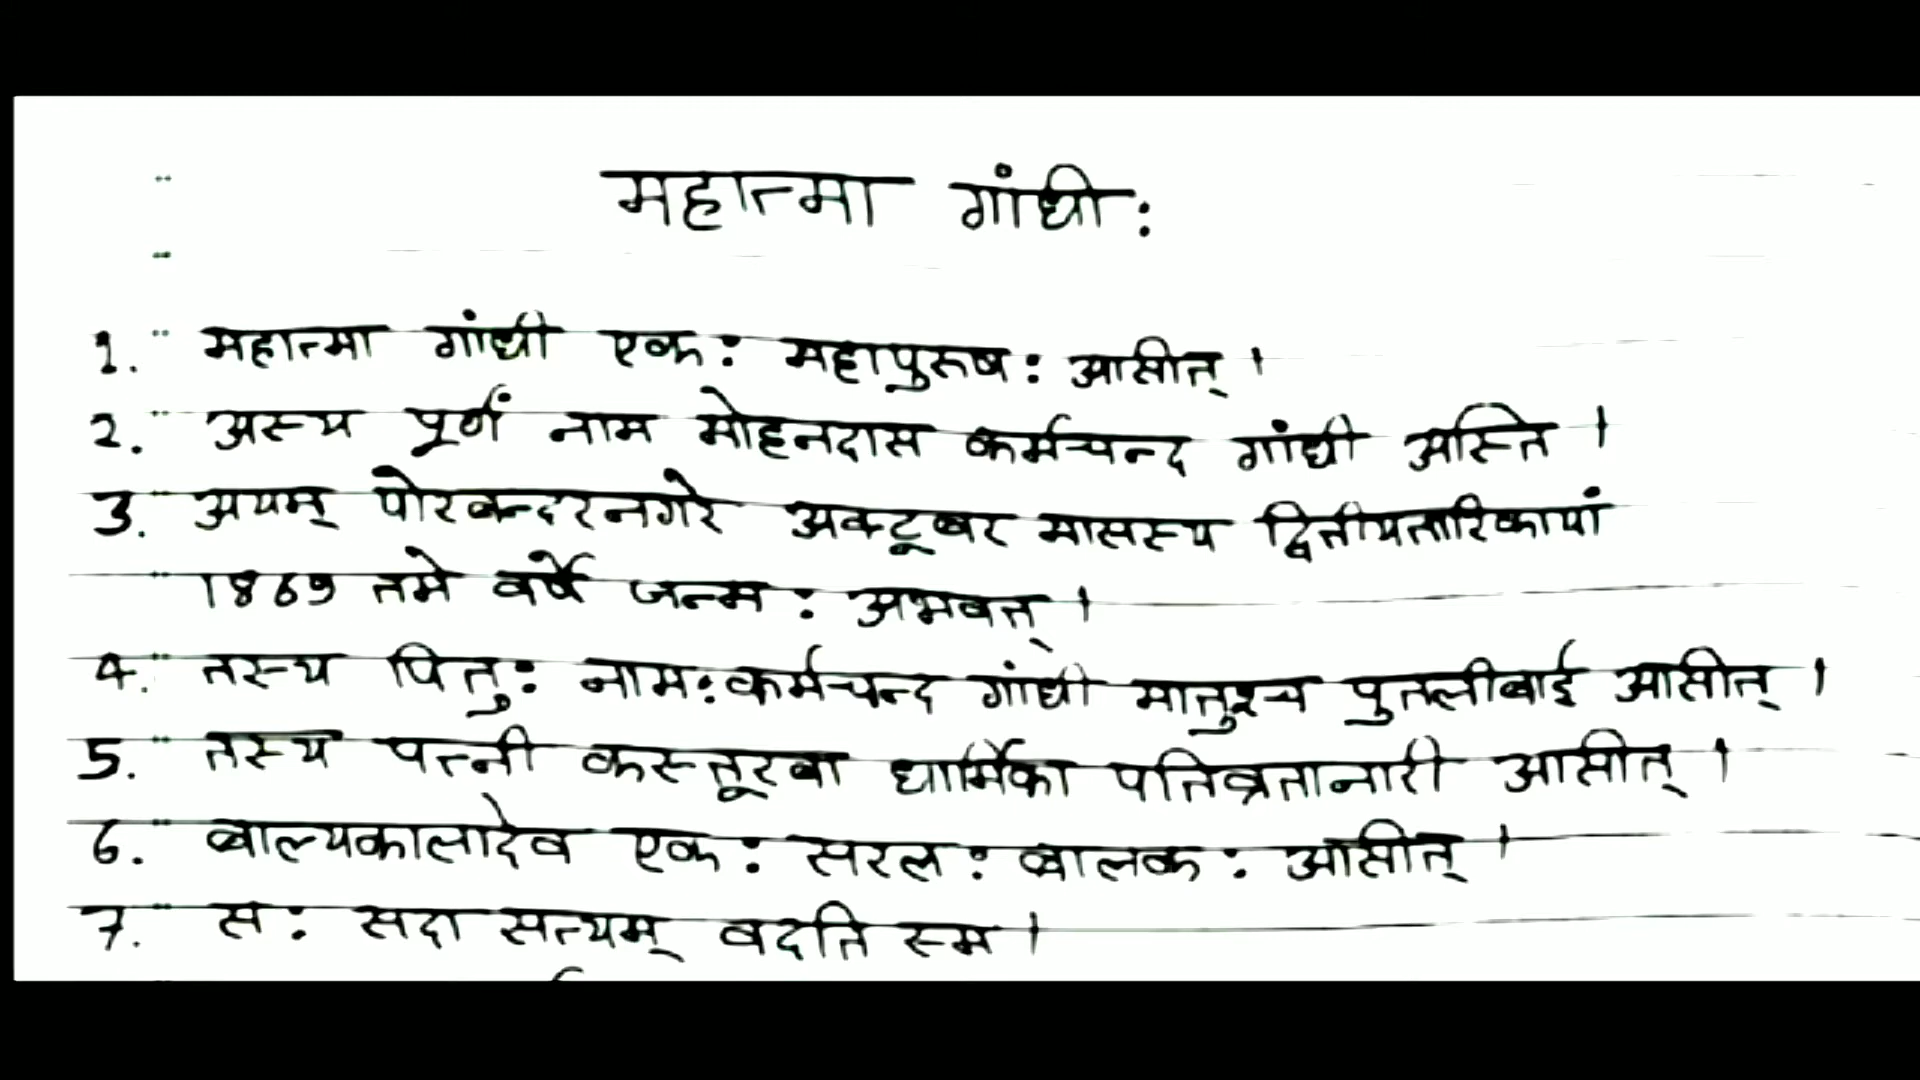 महात्मा गांधी:
1. महात्मा गांधी एक: महापुरूष: आसीत् ।
2. अस्य पूर्णं नाम मोहनदास कर्मचन्द गांधी अस्ति ।
3. अयम् पोरबन्दरनगरे अक्टूबर मासस्य द्वितीयतारिकायां
1869 तमे वर्षे जन्म: अभवत् ।
4. तस्य पितु: नाम: कर्मचन्द गांधी मातुश्च पुतलीबाई आसीत् ।
5. तस्य पत्नी कस्तूरबा धार्मिका पतिव्रतानारी आसीत् ।
6. बाल्यकालादेव एक: सरल: बालक: आसीत् ।
7. स: सदा सत्यम् वदति स्म ।